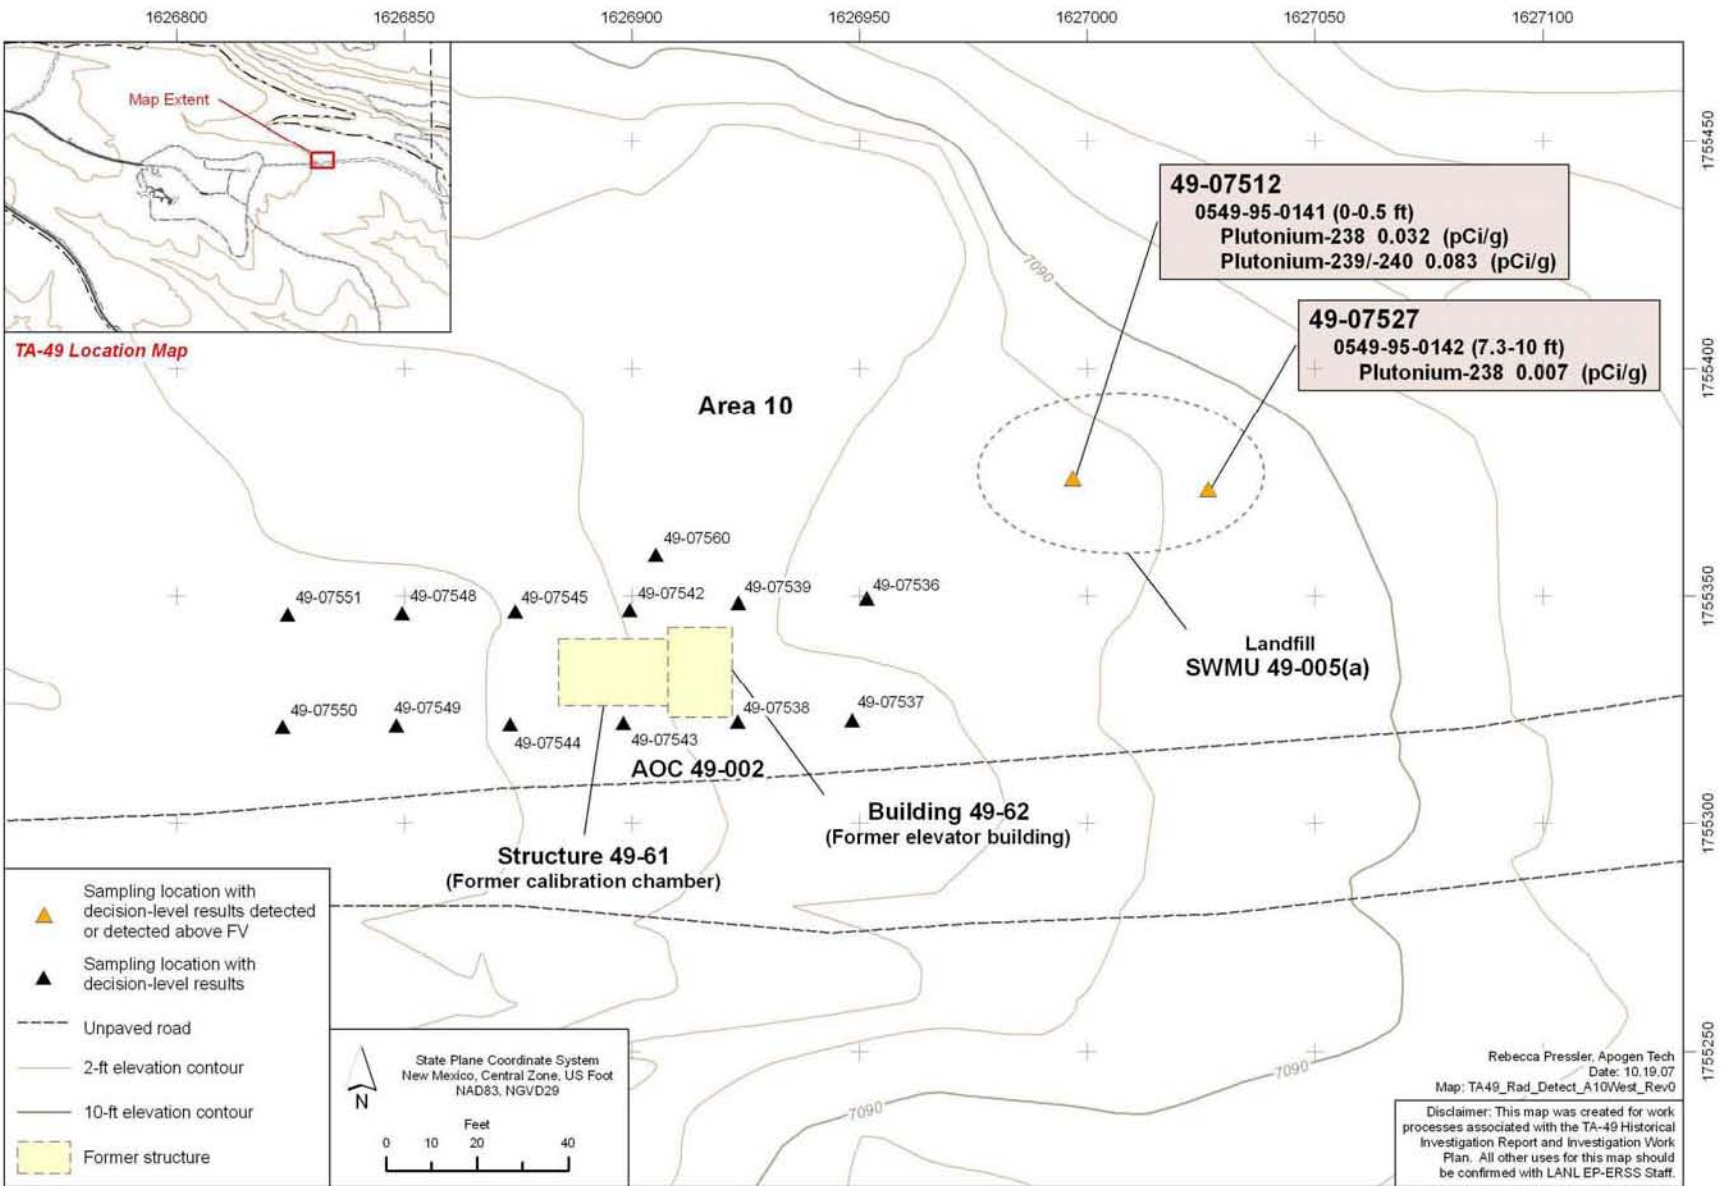 1626800 1626850 1626900 1626950 1627000 1627050 1627100
Map Extent
TA-49 Location Map
1755450
1755400
1755350
1755300
1755250
49-07512
0549-95-0141 (0-0.5 ft)
Plutonium-238 0.032 (pCi/g)
Plutonium-239/-240 0.083 (pCi/g)
7090
49-07527
0549-95-0142 (7.3-10 ft)
Plutonium-238 0.007 (pCi/g)
Area 10
49-07560
49-07551
49-07548
49-07545
49-07542
49-07539
49-07536
Landfill
SWMU 49-005(a)
49-07550
49-07549
49-07544
49-07543
49-07538
49-07537
AOC 49-002
Building 49-62
(Former elevator building)
Structure 49-61
(Former calibration chamber)
Sampling location with
decision-level results detected
or detected above FV
Sampling location with
decision-level results
Unpaved road
2-ft elevation contour
10-ft elevation contour
Former structure
N
State Plane Coordinate System
New Mexico, Central Zone, US Foot
NAD83, NGVD29
Feet
0 10 20 40
7090
7090
Rebecca Pressler, Apogen Tech
Date: 10.19.07
Map: TA49_Rad_Detect_A10West_Rev0
Disclaimer: This map was created for work
processes associated with the TA-49 Historical
Investigation Report and Investigation Work
Plan. All other uses for this map should
be confirmed with LANL EP-ERSS Staff.